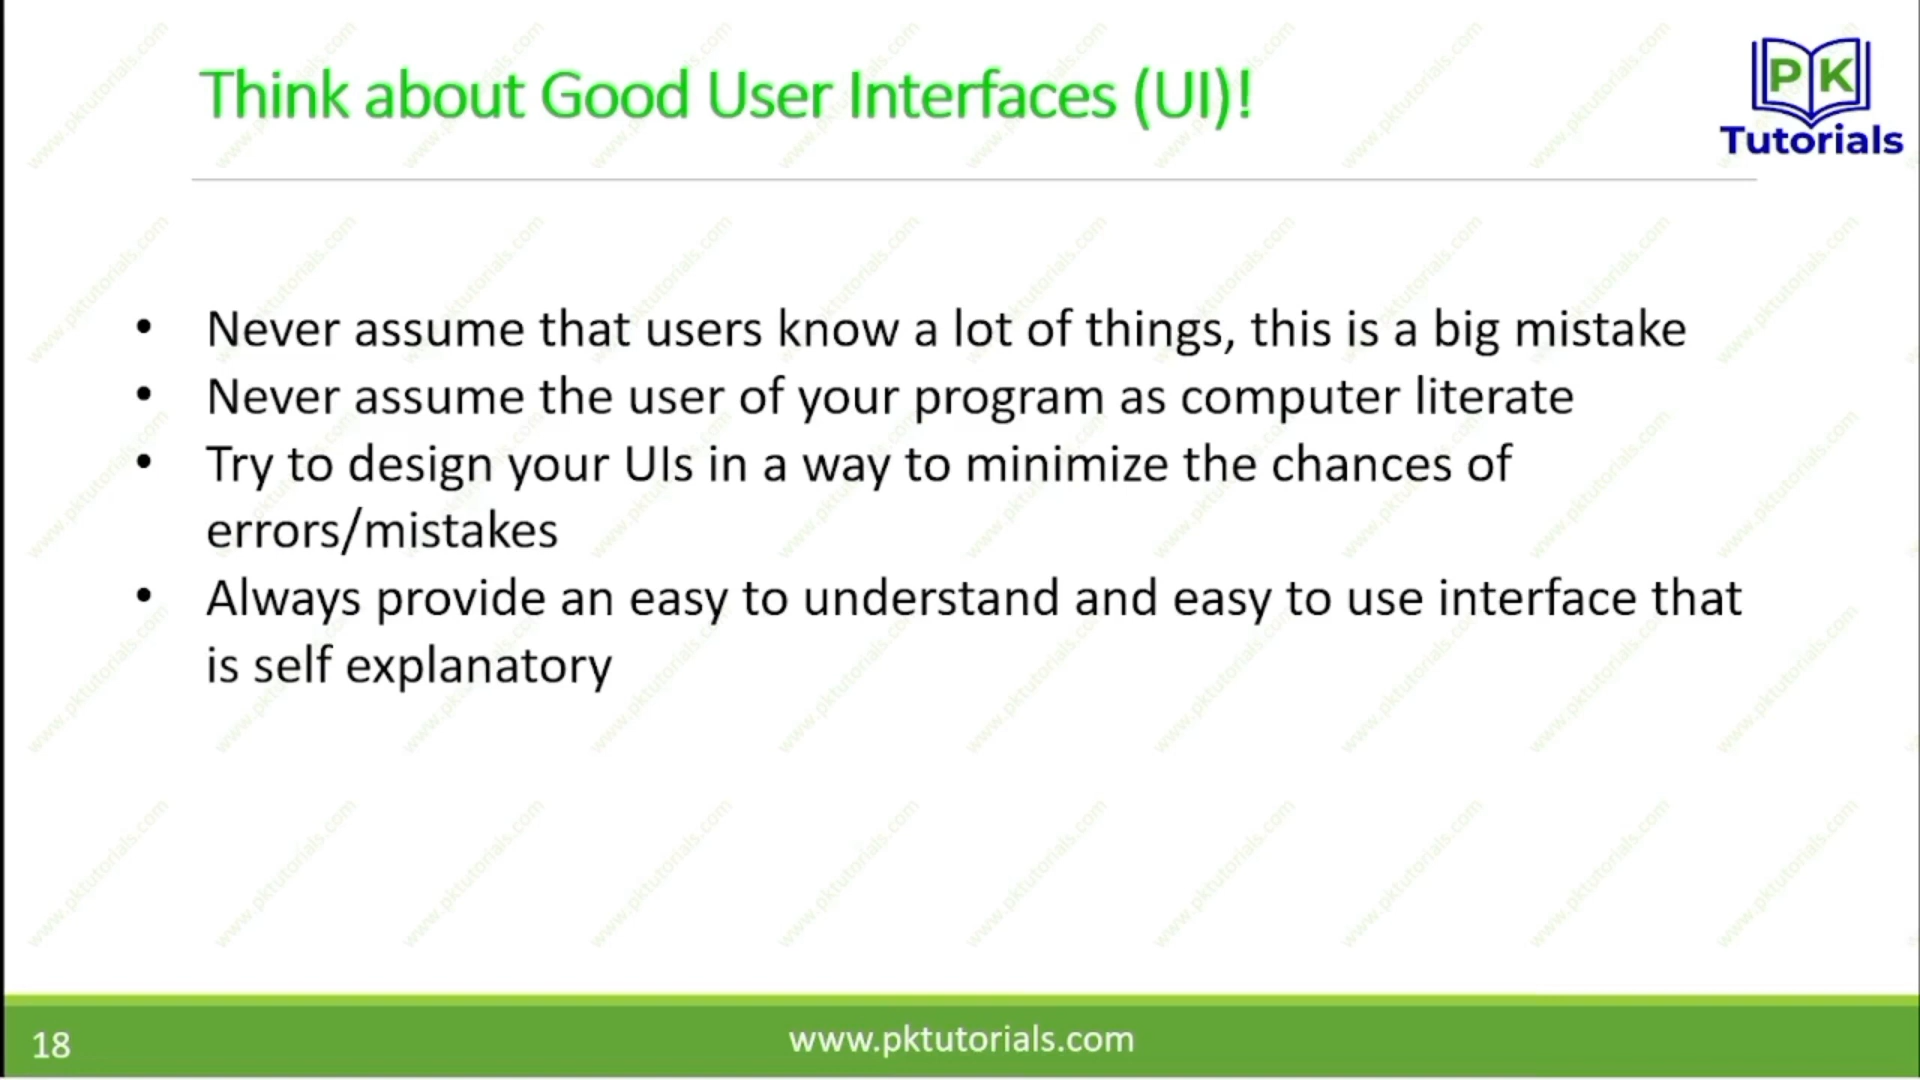 Think about Good User Interfaces (UI)!
PK
Tutorials
• Never assume that users know a lot of things, this is a big mistake
• Never assume the user of your program as computer literate
• Try to design your UIs in a way to minimize the chances of
errors/mistakes
• Always provide an easy to understand and easy to use interface that
is self explanatory
18
www.pktutorials.com